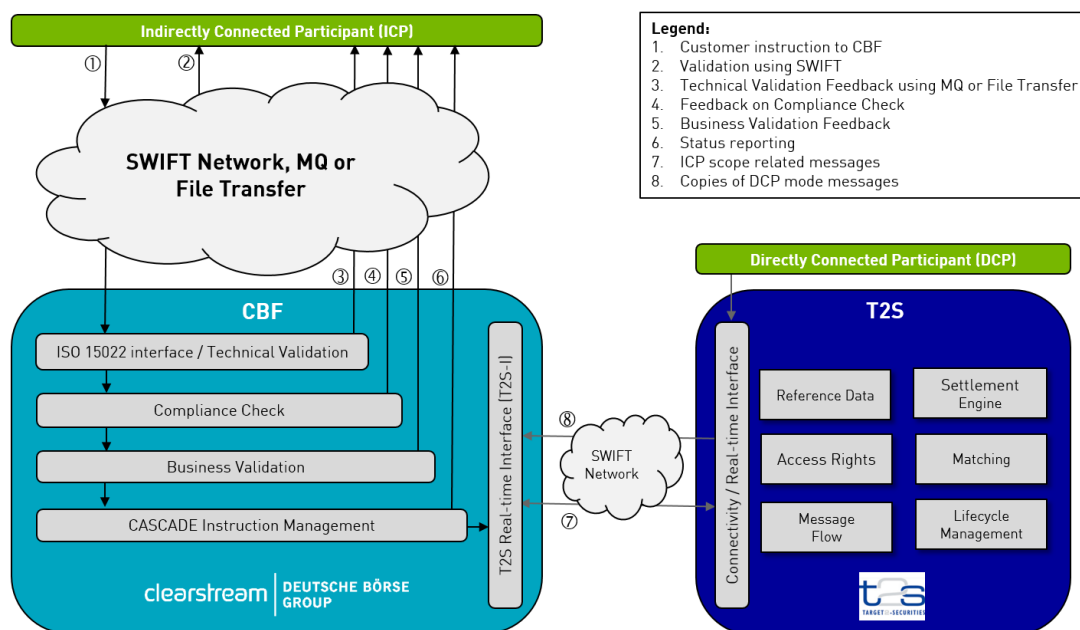 Indirectly Connected Participant (ICP)
①
②
SWIFT Network, MQ or
File Transfer
③
④
⑤
⑥
Legend:
1. Customer instruction to CBF
2. Validation using SWIFT
3. Technical Validation Feedback using MQ or File Transfer
4. Feedback on Compliance Check
5. Business Validation Feedback
6. Status reporting
7. ICP scope related messages
8. Copies of DCP mode messages
CBF
ISO 15022 interface / Technical Validation
Compliance Check
Business Validation
CASCADE Instruction Management
T2S Real-time Interface (T2S-I)
clearstream
DEUTSCHE BÖRSE
GROUP
⑧
SWIFT
Network
⑦
Directly Connected Participant (DCP)
T2S
Connectivity / Real-time Interface
Reference Data
Settlement
Engine
Access Rights
Matching
Message
Flow
Lifecycle
Management
t2s
TARGET2-SECURITIES